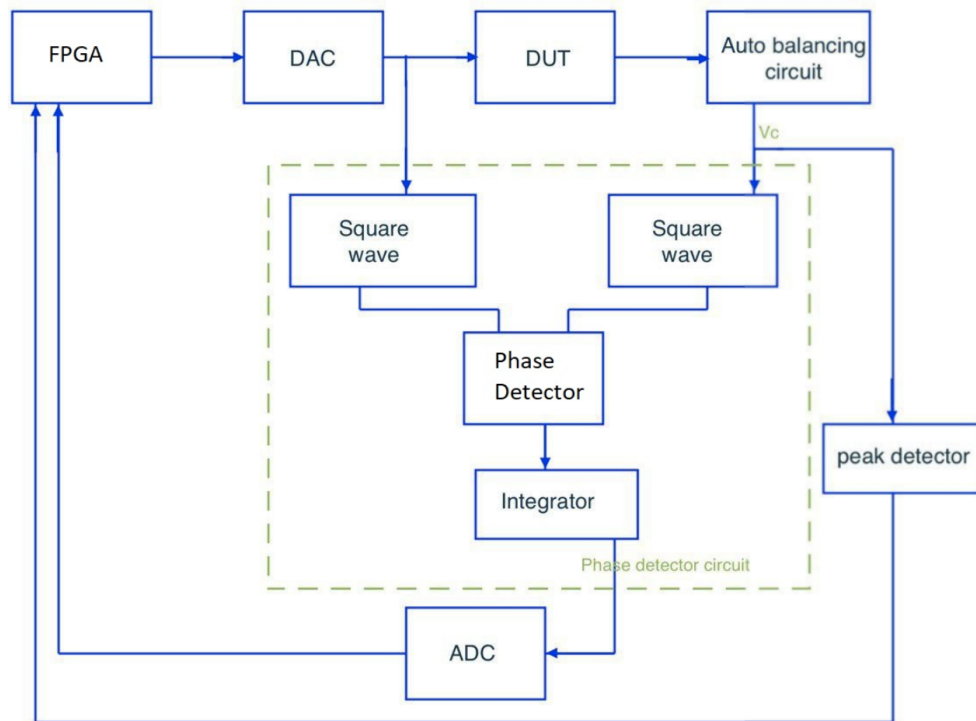 FPGA
DAC
DUT
Auto balancing
circuit
Vc
Square
wave
Square
wave
Phase
Detector
peak detector
Integrator
Phase detector circuit
ADC